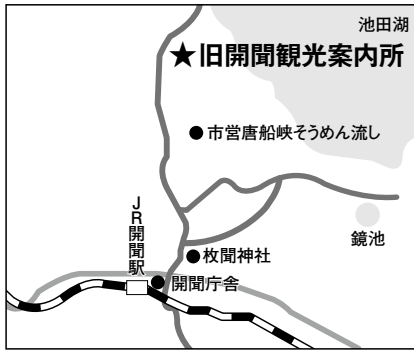 池田湖
★旧開聞観光案内所
市営唐船峡そうめん流し
JR開聞駅
鏡池
枚聞神社
開聞庁舎